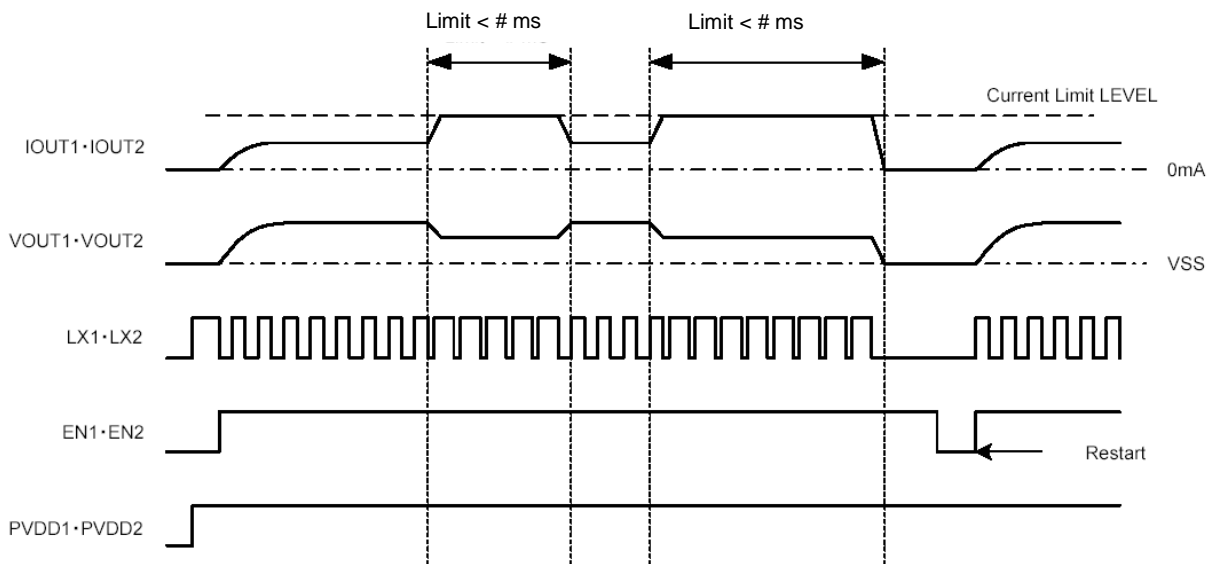 Limit < # ms
Limit < # ms
Current Limit LEVEL
IOUT1・IOUT2
0mA
VOUT1・VOUT2
VSS
LX1・LX2
EN1・EN2
Restart
PVDD1・PVDD2